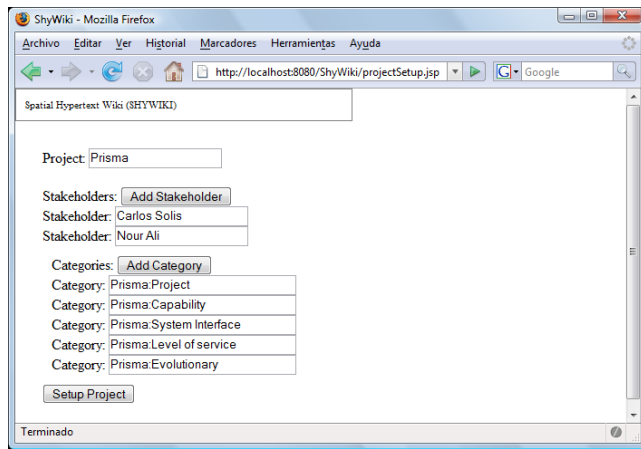 ShyWiki - Mozilla Firefox
Archivo Editar Ver Historial Marcadores Herramientas Ayuda
http://localhost:8080/ShyWiki/projectSetup.jsp G Google
Spatial Hypertext Wiki (SHYWIKI)
Project: Prisma
Stakeholders: Add Stakeholder
Stakeholder: Carlos Solis
Stakeholder: Nour Ali
Categories: Add Category
Category: Prisma:Project
Category: Prisma:Capability
Category: Prisma:System Interface
Category: Prisma:Level of service
Category: Prisma:Evolutionary
Setup Project
Terminado